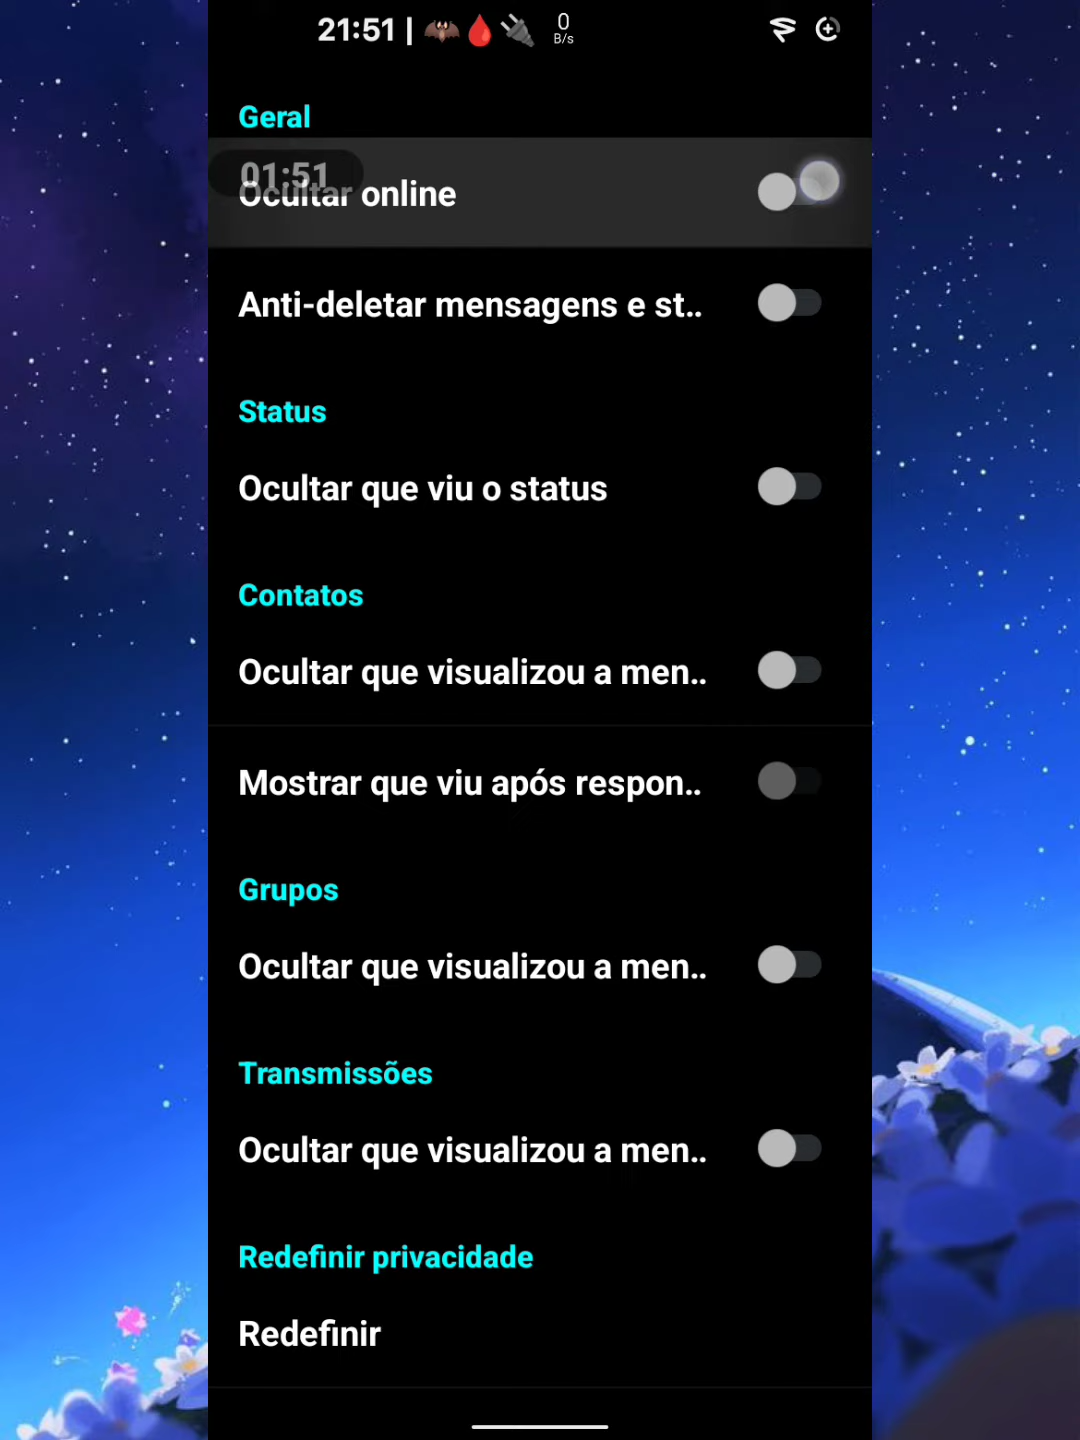 21:51 | 0
B/s
Geral
01:51
Ocultar online
Anti-deletar mensagens e st..
Status
Ocultar que viu o status
Contatos
Ocultar que visualizou a men..
Mostrar que viu após respon..
Grupos
Ocultar que visualizou a men..
Transmissões
Ocultar que visualizou a men..
Redefinir privacidade
Redefinir